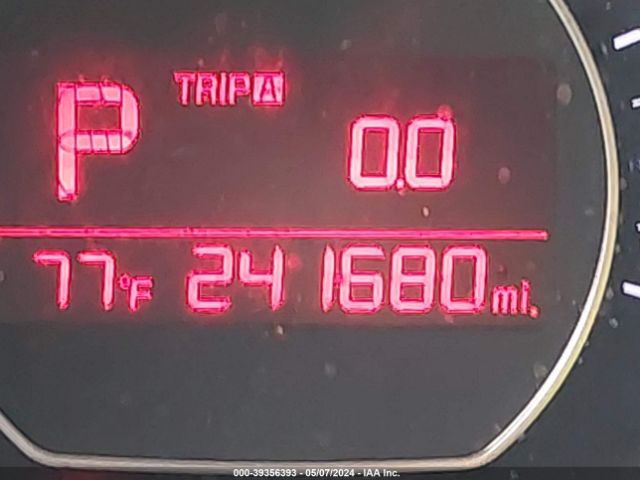 P TRIP A 0.0
77°F 241680 mi.
000-39356393 - 05/07/2024 - IAA Inc.